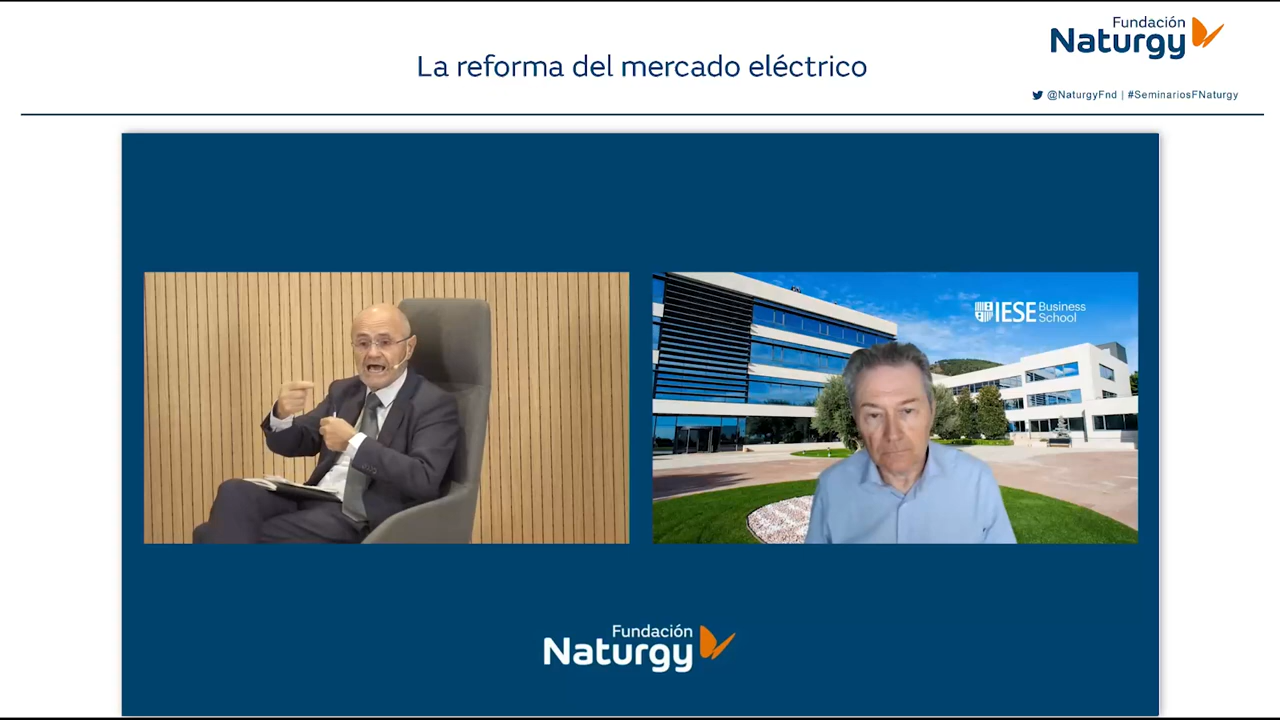 Fundación
Naturgy
La reforma del mercado eléctrico
@NaturgyFnd | #SeminariosFNaturgy
IESE Business
School
Fundación
Naturgy